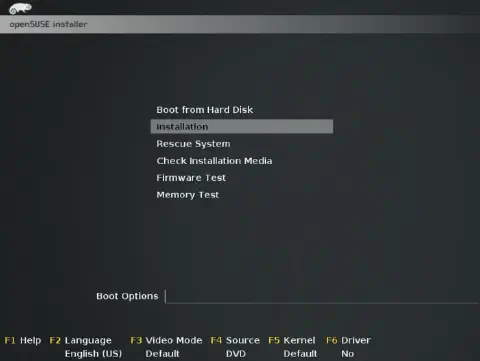 openSUSE installer
Boot from Hard Disk
Installation
Rescue System
Check Installation Media
Firmware Test
Memory Test
Boot Options
F1 Help F2 Language F3 Video Mode F4 Source F5 Kernel F6 Driver
English (US) Default DVD Default No